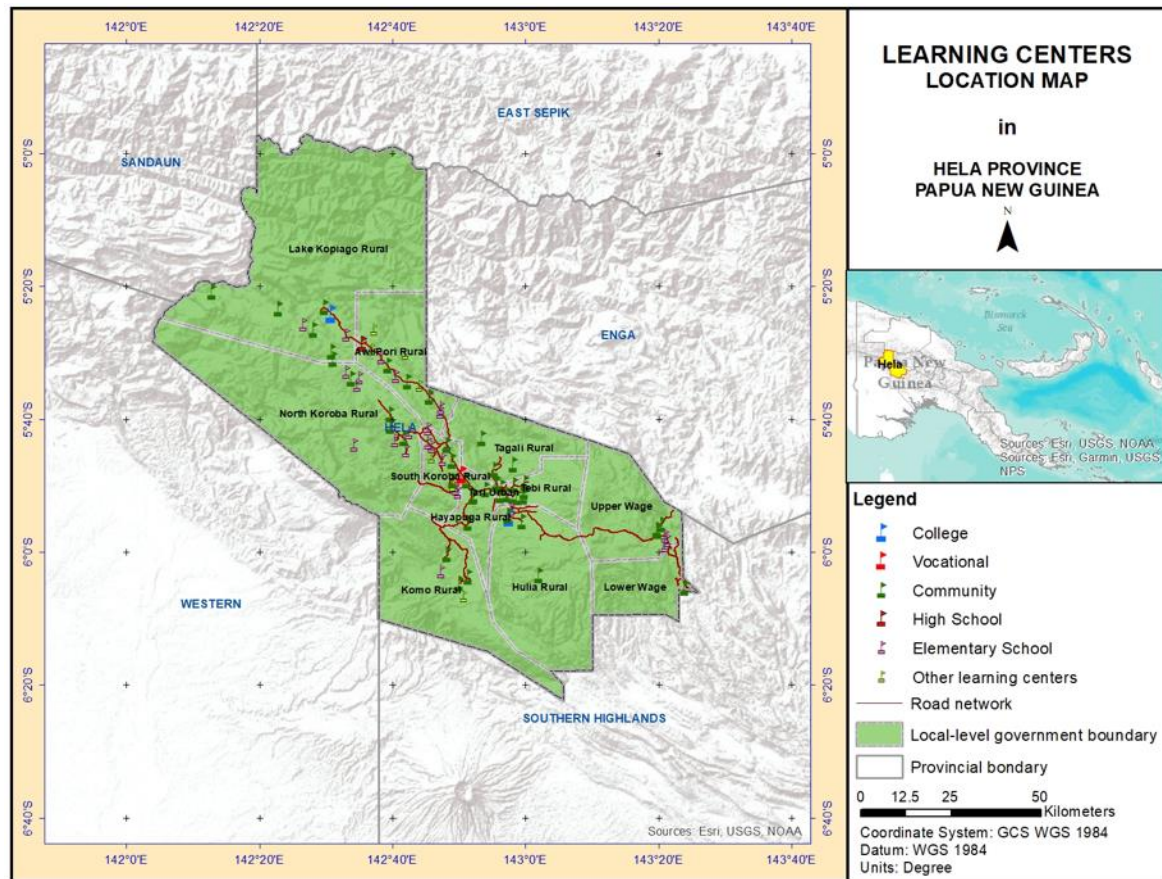 142°0'E 142°20'E 142°40'E 143°0'E 143°20'E 143°40'E
5°0'S
5°20'S
5°40'S
6°0'S
6°20'S
6°40'S
5°0'S
5°20'S
5°40'S
6°0'S
6°20'S
6°40'S
EAST SEPIK
SANDAUN
Lake Kopiago Rural
ENGA
Awi/Pori Rural
North Koroba Rural
HELA
Tagali Rural
South Koroba Rural
Tari Urban
Tebi Rural
Upper Wage
Hayapuga Rural
Komo Rural
Hulia Rural
Lower Wage
WESTERN
SOUTHERN HIGHLANDS
Sources: Esri, USGS, NOAA
142°0'E 142°20'E 142°40'E 143°0'E 143°20'E 143°40'E
LEARNING CENTERS
LOCATION MAP
in
HELA PROVINCE
PAPUA NEW GUINEA
N
Bismarck
Sea
Hela
Papua New
Guinea
Sources: Esri, USGS, NOAA
Sources: Esri, Garmin, USGS,
NPS
Legend
College
Vocational
Community
High School
Elementary School
Other learning centers
Road network
Local-level government boundary
Provincial bondary
0 12.5 25 50
Kilometers
Coordinate System: GCS WGS 1984
Datum: WGS 1984
Units: Degree